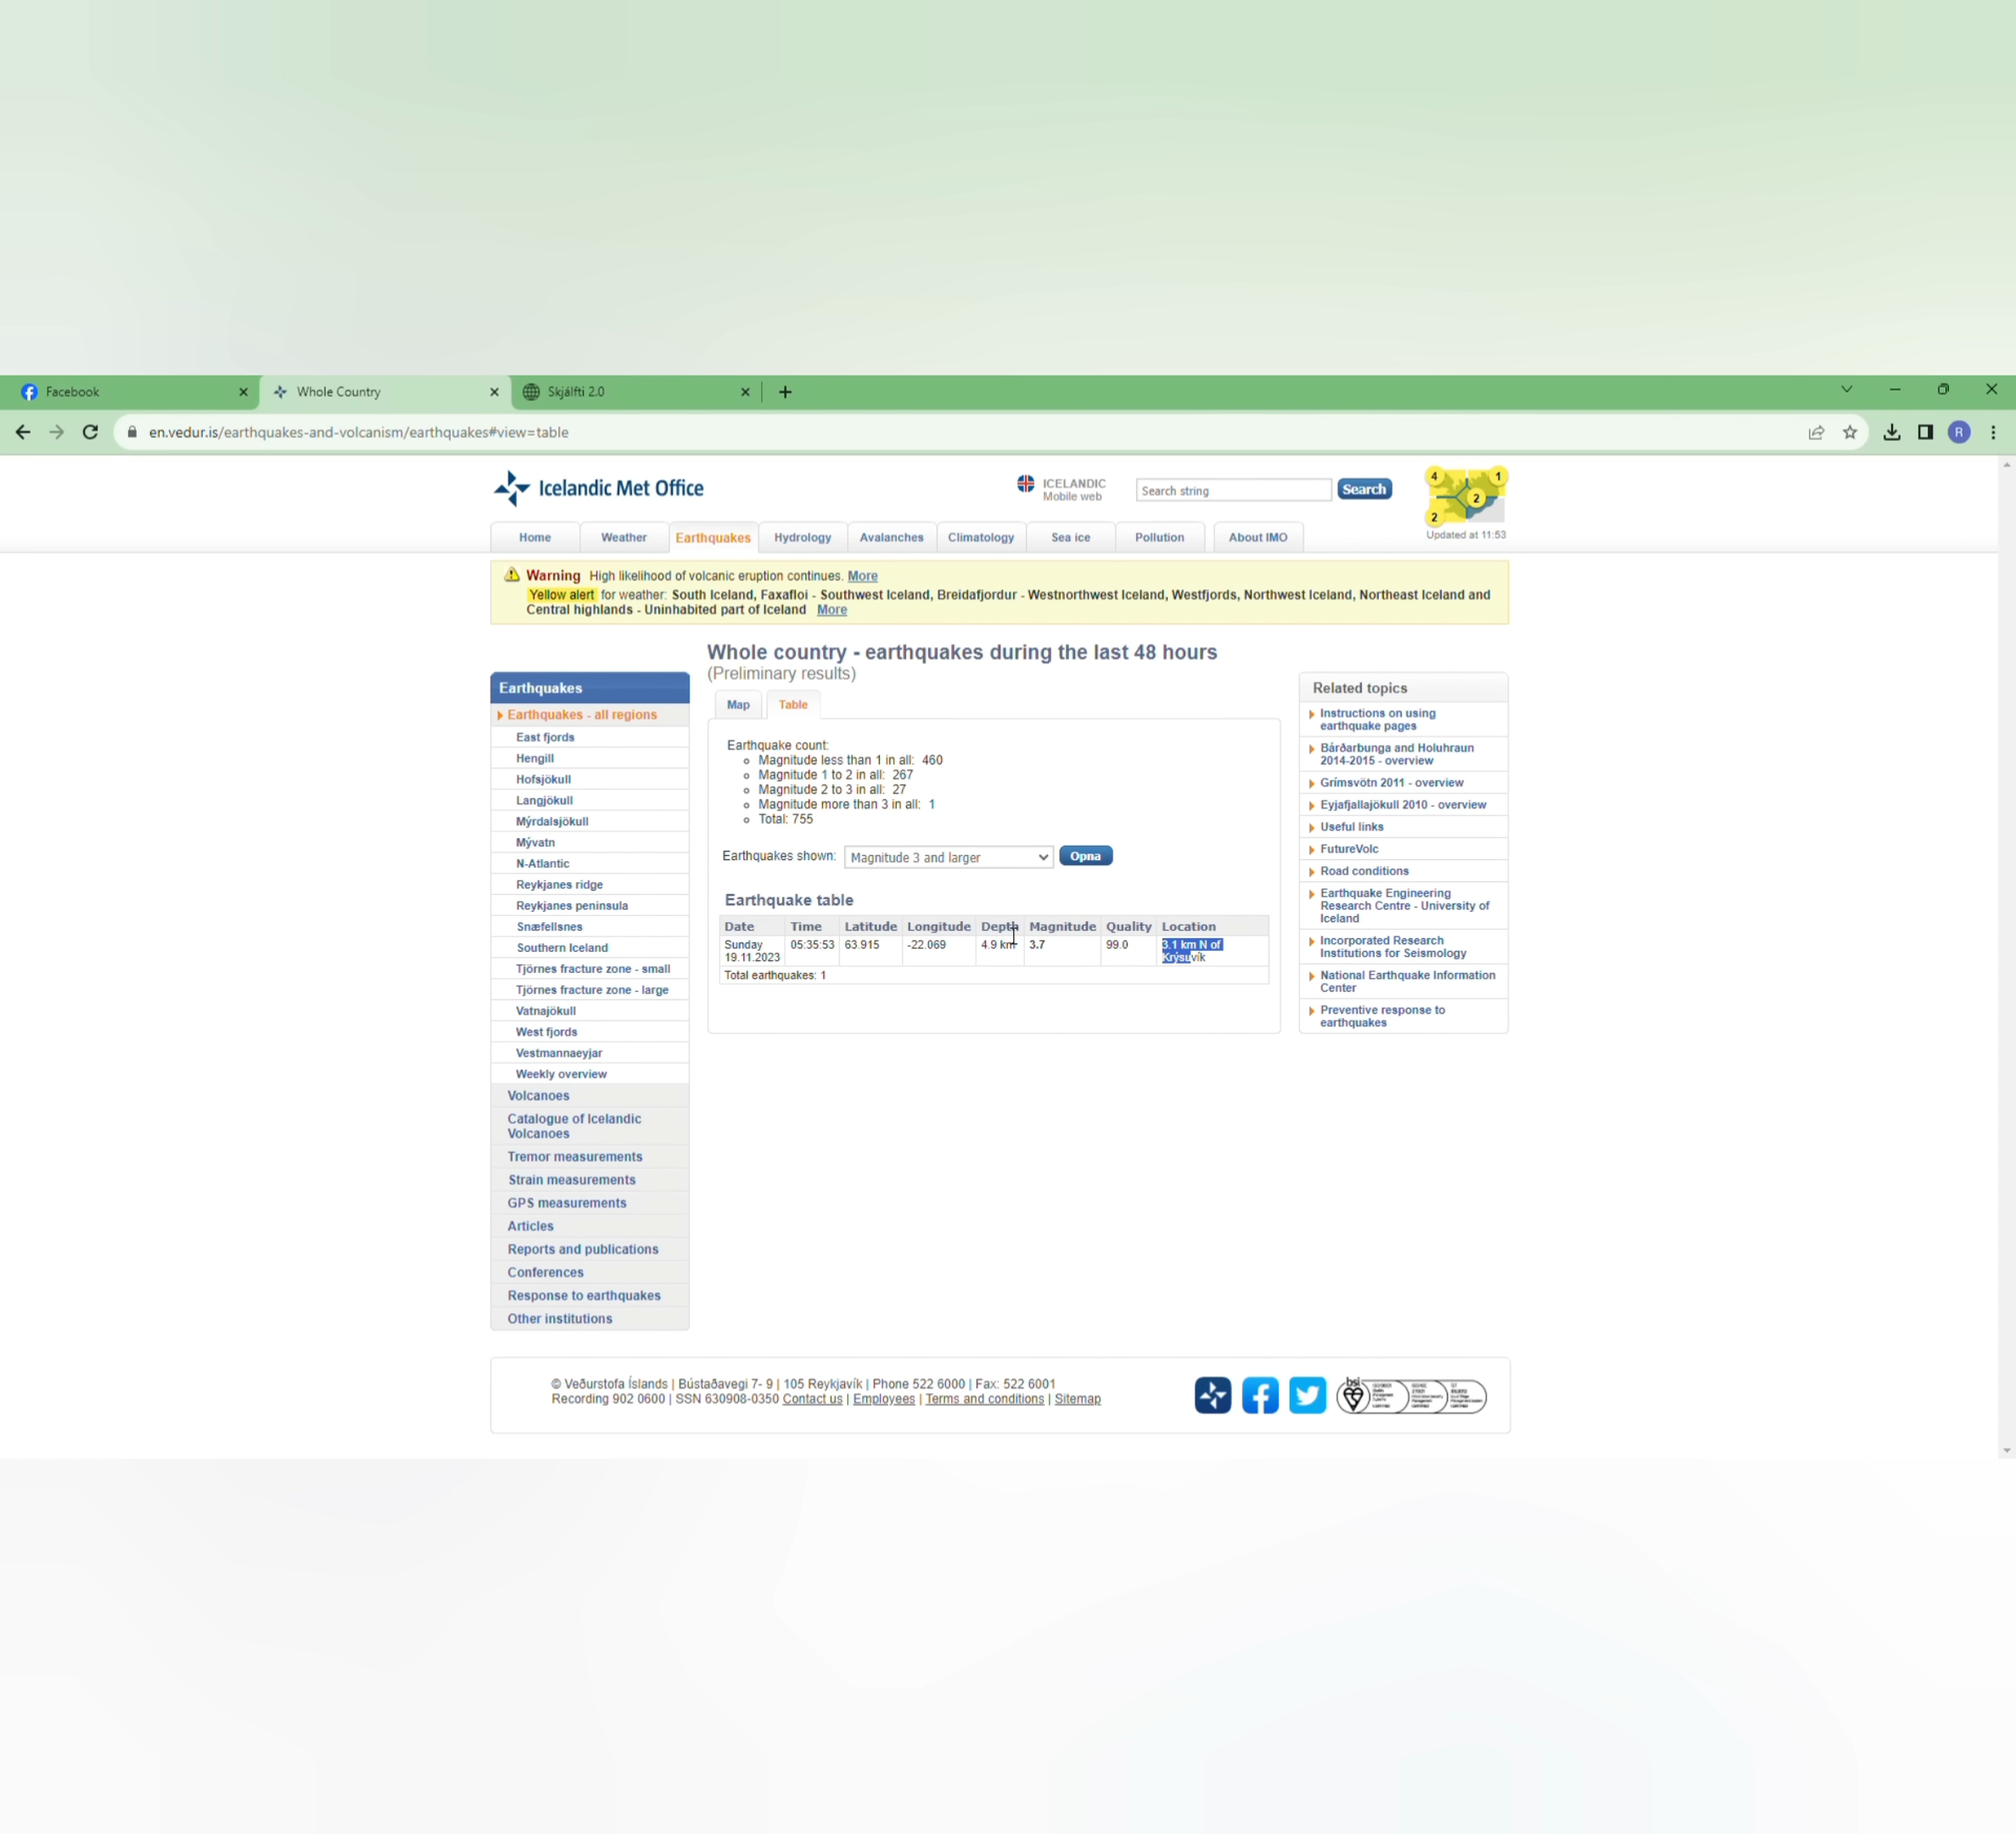 Facebook
Whole Country
Skjálfti 2.0
en.vedur.is/earthquakes-and-volcanism/earthquakes#view=table
R
Icelandic Met Office
ICELANDIC
Mobile web
Search string
Search
4
1
2
2
Updated at 11:53
Home
Weather
Earthquakes
Hydrology
Avalanches
Climatology
Sea ice
Pollution
About IMO
Warning High likelihood of volcanic eruption continues. More
Yellow alert for weather: South Iceland, Faxafloi - Southwest Iceland, Breidafjordur - Westnorthwest Iceland, Westfjords, Northwest Iceland, Northeast Iceland and
Central highlands - Uninhabited part of Iceland More
Earthquakes
Earthquakes - all regions
East fjords
Hengill
Hofsjökull
Langjökull
Mýrdalsjökull
Mývatn
N-Atlantic
Reykjanes ridge
Reykjanes peninsula
Snæfellsnes
Southern Iceland
Tjörnes fracture zone - small
Tjörnes fracture zone - large
Vatnajökull
West fjords
Vestmannaeyjar
Weekly overview
Volcanoes
Catalogue of Icelandic
Volcanoes
Tremor measurements
Strain measurements
GPS measurements
Articles
Reports and publications
Conferences
Response to earthquakes
Other institutions
Whole country - earthquakes during the last 48 hours
(Preliminary results)
Map
Table
Earthquake count:
Magnitude less than 1 in all: 460
Magnitude 1 to 2 in all: 267
Magnitude 2 to 3 in all: 27
Magnitude more than 3 in all: 1
Total: 755
Earthquakes shown: Magnitude 3 and larger Opna
Earthquake table
Date Time Latitude Longitude Depth Magnitude Quality Location
Sunday 05:35:53 63.915 -22.069 4.9 km 3.7 99.0 3.1 km N of
19.11.2023 Krýsuvík
Total earthquakes: 1
Related topics
Instructions on using
earthquake pages
Bárðarbunga and Holuhraun
2014-2015 - overview
Grímsvötn 2011 - overview
Eyjafjallajökull 2010 - overview
Useful links
FutureVolc
Road conditions
Earthquake Engineering
Research Centre - University of
Iceland
Incorporated Research
Institutions for Seismology
National Earthquake Information
Center
Preventive response to
earthquakes
© Veðurstofa Íslands | Bústaðavegi 7- 9 | 105 Reykjavík | Phone 522 6000 | Fax: 522 6001
Recording 902 0600 | SSN 630908-0350 Contact us | Employees | Terms and conditions | Sitemap
bsi